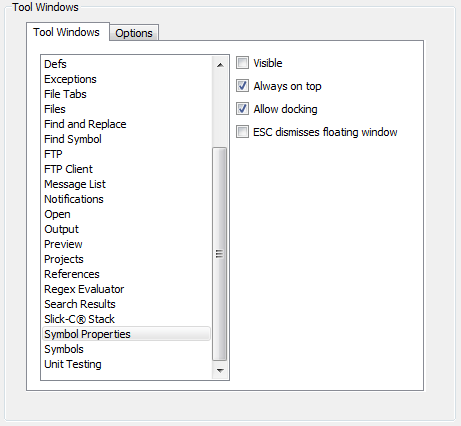 Tool Windows
Tool Windows Options
Defs
Exceptions
File Tabs
Files
Find and Replace
Find Symbol
FTP
FTP Client
Message List
Notifications
Open
Output
Preview
Projects
References
Regex Evaluator
Search Results
Slick-C® Stack
Symbol Properties
Symbols
Unit Testing
Visible
Always on top
Allow docking
ESC dismisses floating window